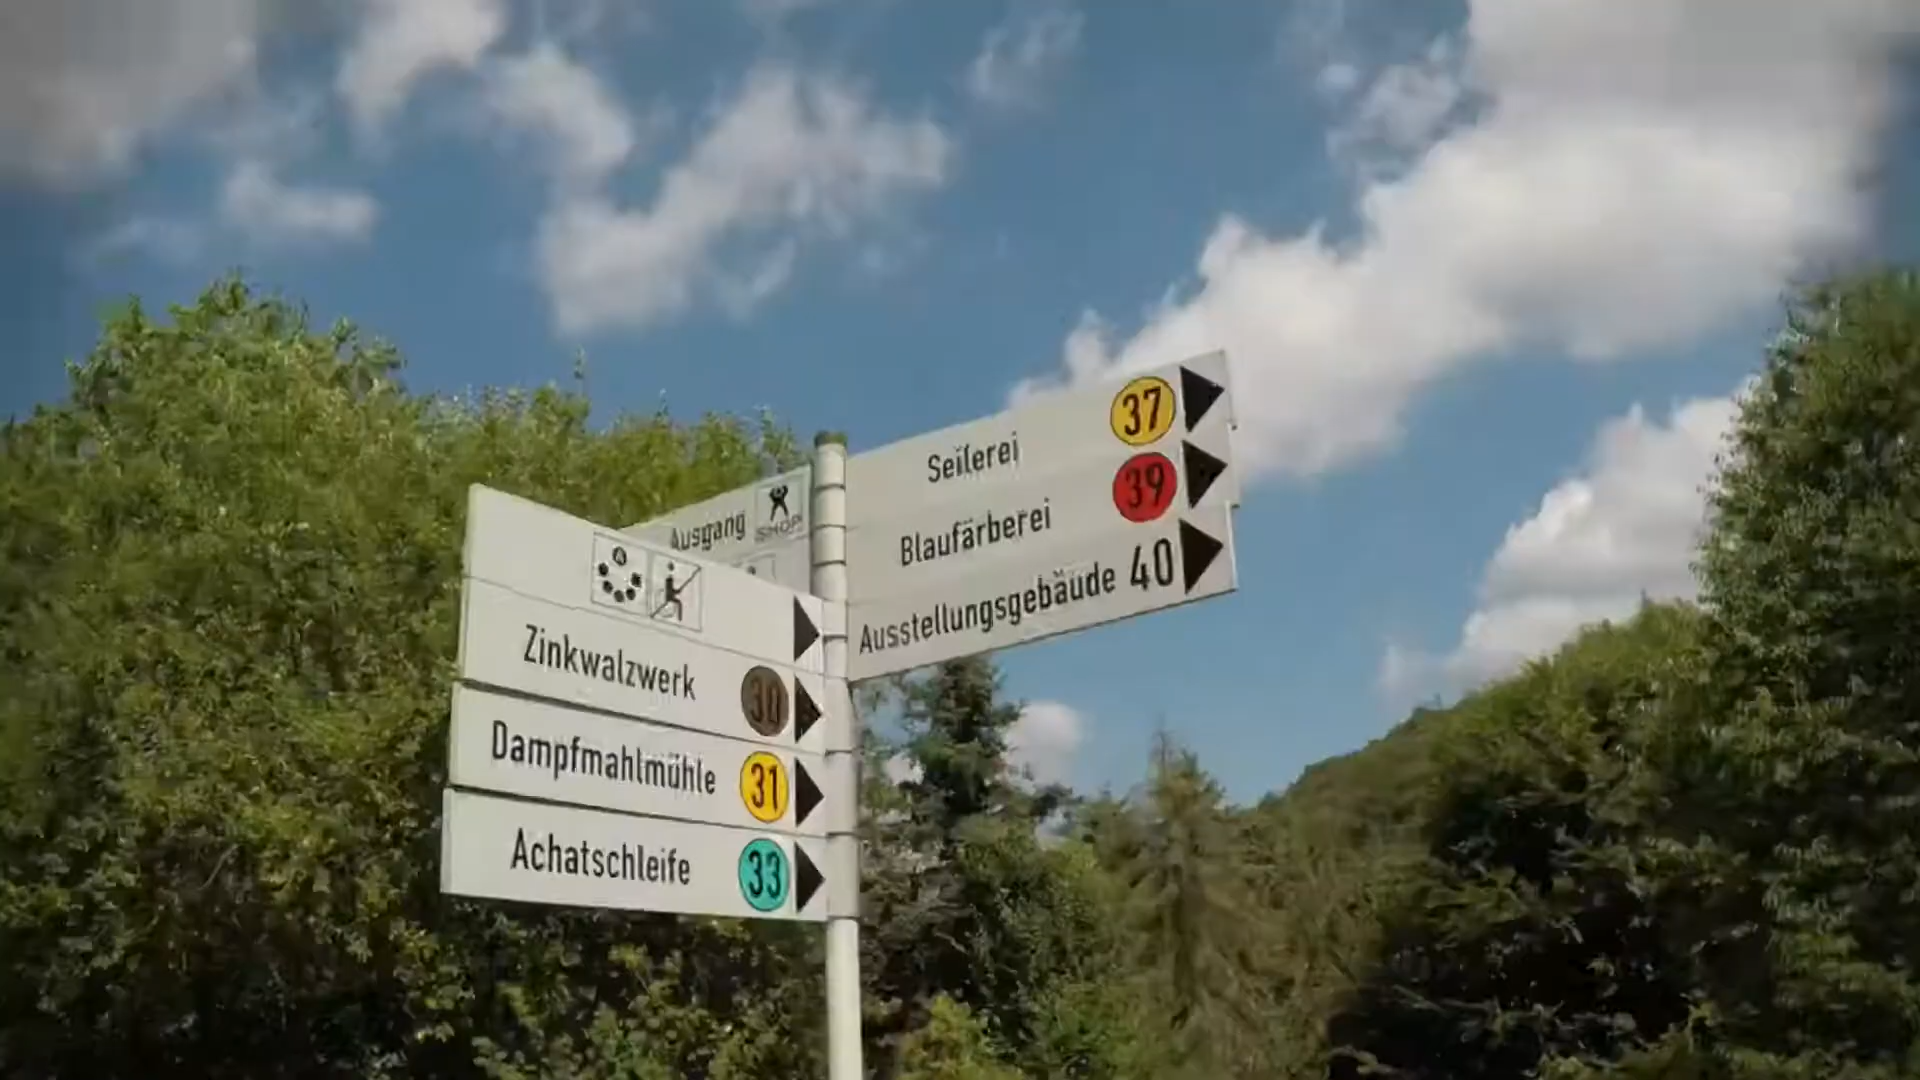 Ausgang SHOP
Zinkwalzwerk 30
Dampfmahlmühle 31
Achatschleife 33
Seilerei 37
Blaufärberei 39
Ausstellungsgebäude 40